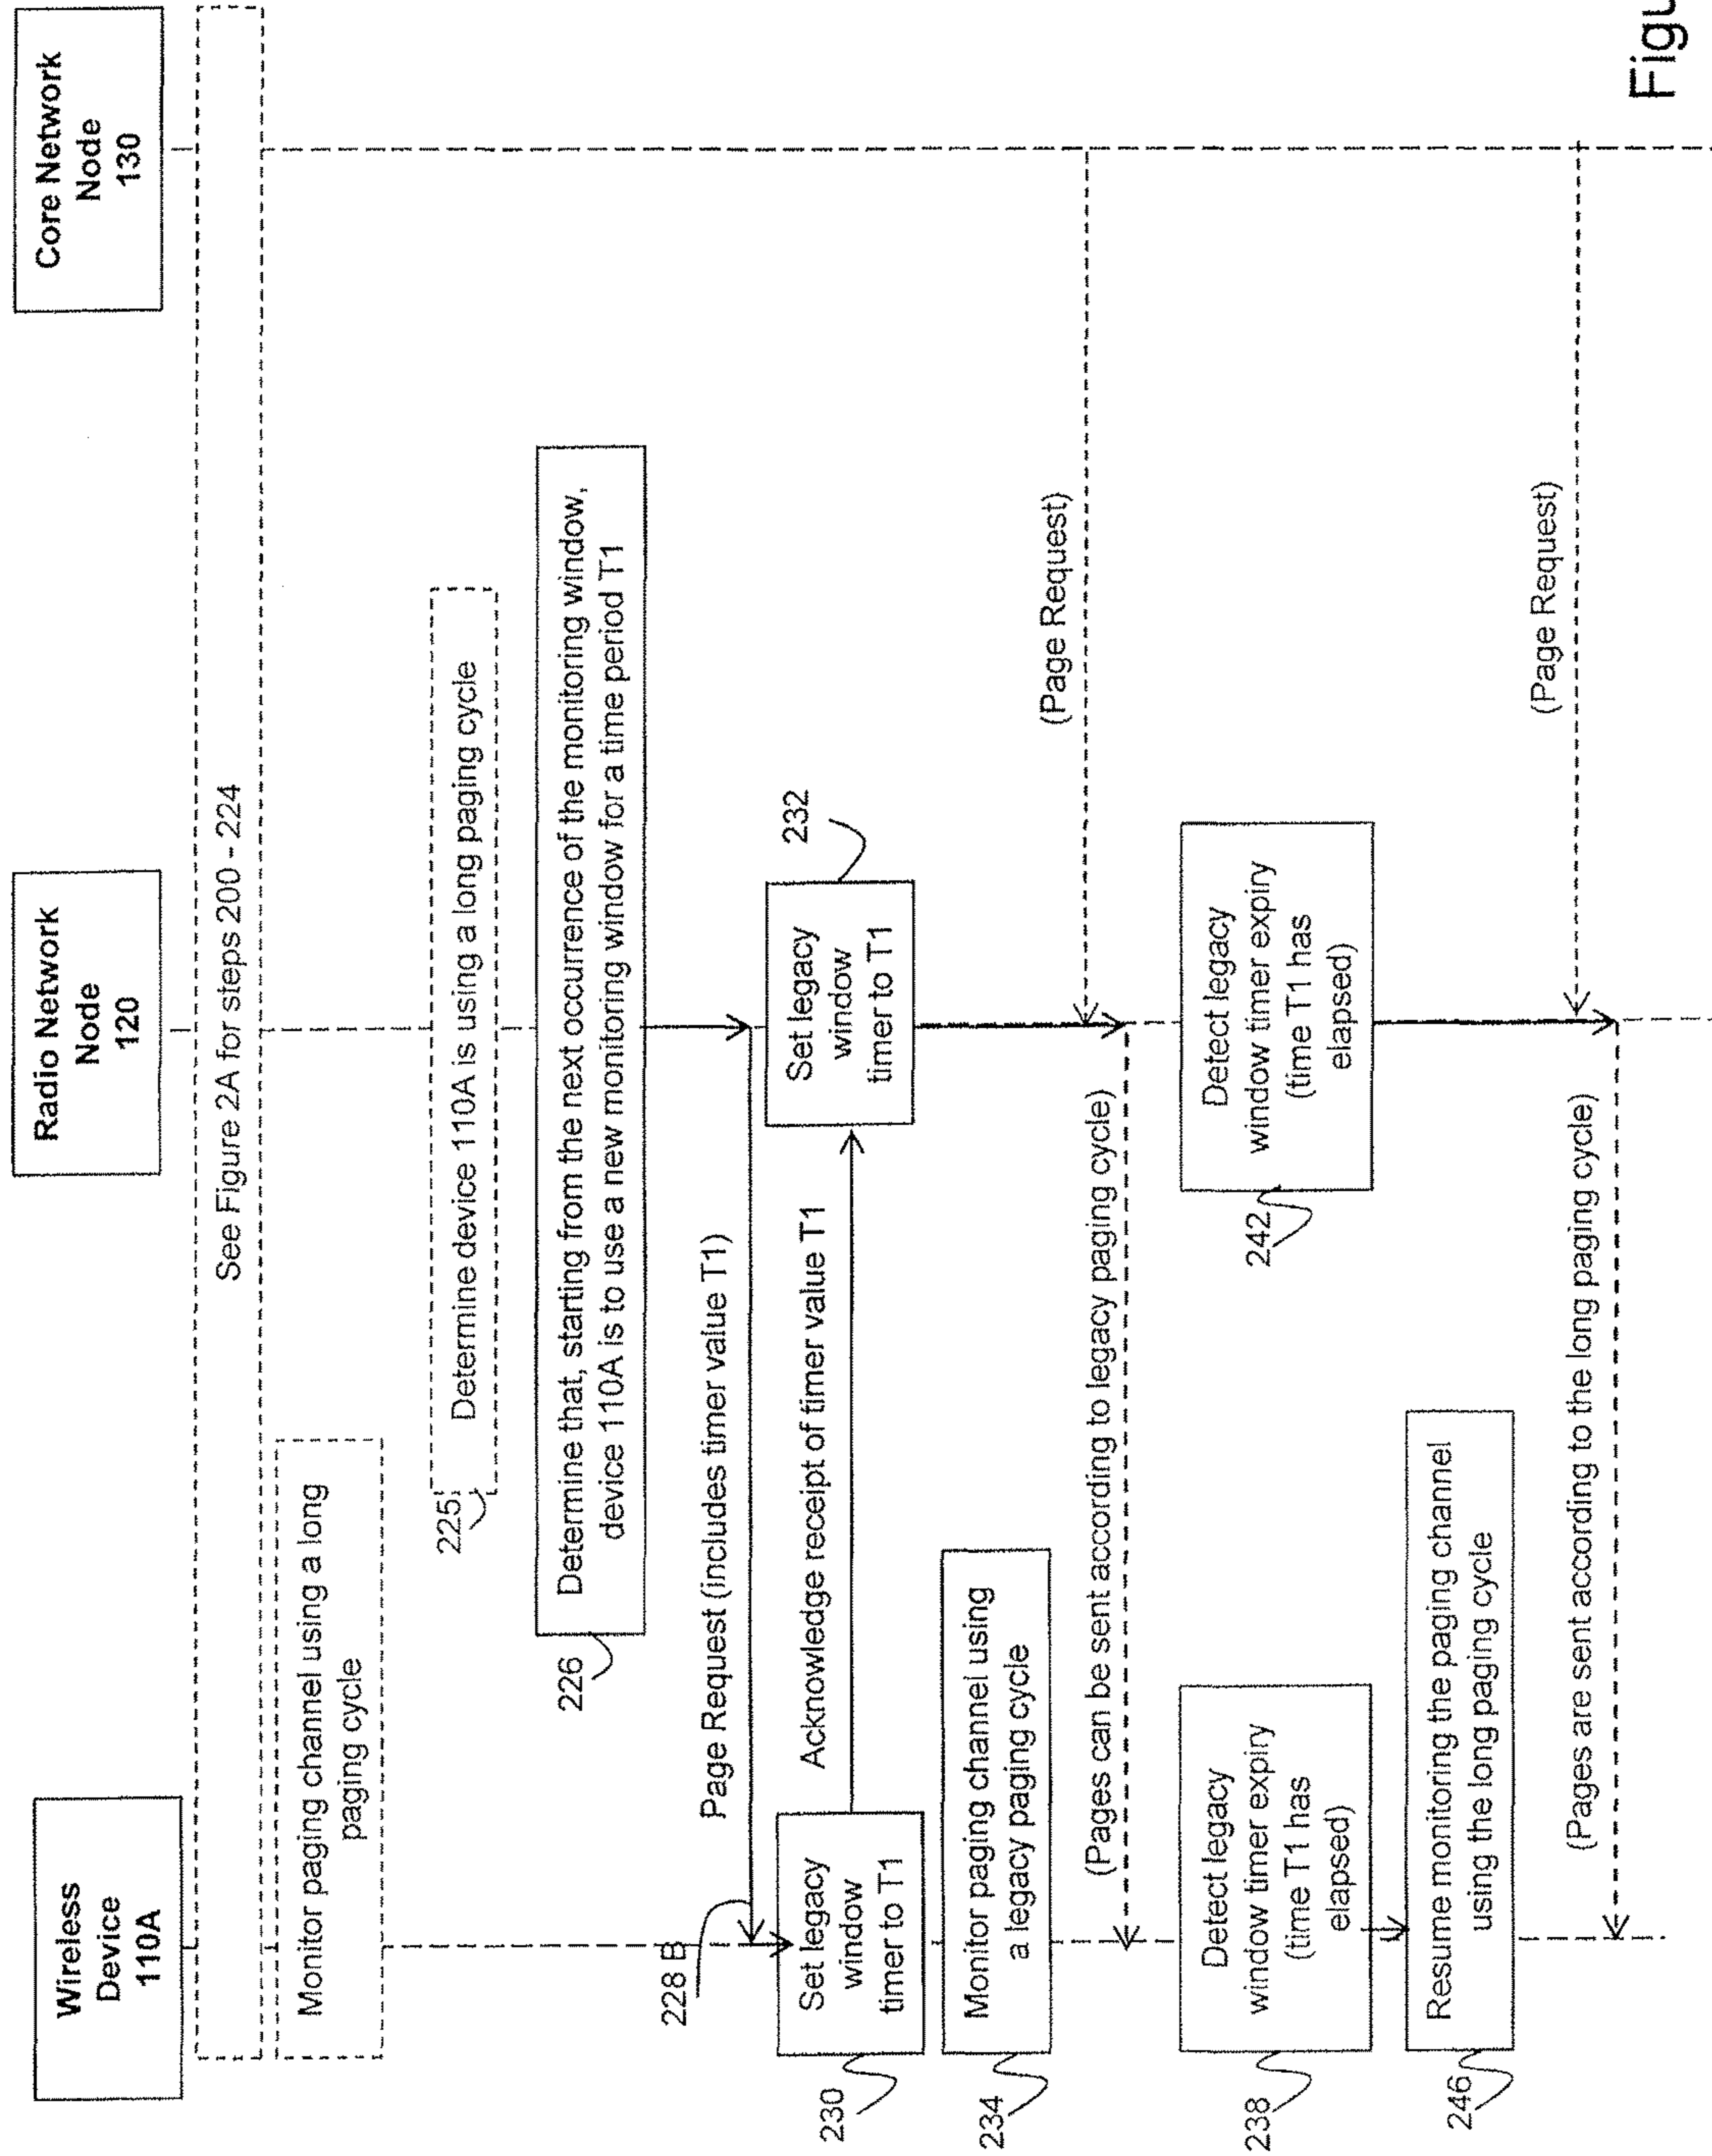 Wireless
Device
110A
Radio Network
Node
120
Core Network
Node
130
See Figure 2A for steps 200 - 224
Monitor paging channel using a long
paging cycle
225
Determine device 110A is using a long paging cycle
226
Determine that, starting from the next occurrence of the monitoring window,
device 110A is to use a new monitoring window for a time period T1
228 B
Page Request (includes timer value T1)
230
Set legacy
window
timer to T1
Acknowledge receipt of timer value T1
Set legacy
window
timer to T1
232
234
Monitor paging channel using
a legacy paging cycle
(Page Request)
(Pages can be sent according to legacy paging cycle)
238
Detect legacy
window timer expiry
(time T1 has
elapsed)
242
Detect legacy
window timer expiry
(time T1 has
elapsed)
246
Resume monitoring the paging channel
using the long paging cycle
(Page Request)
(Pages are sent according to the long paging cycle)